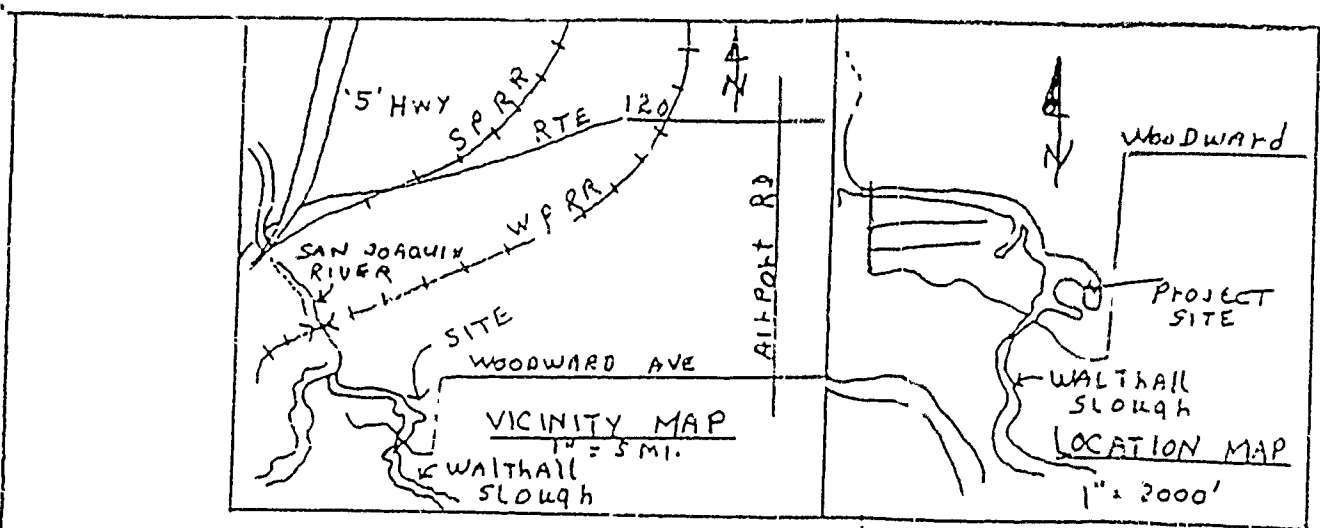 '5' HWY
SPRR
RTE 120
WPRR
N
AIRPORT RD
SAN JOAQUIN
RIVER
SITE
WOODWARD AVE
VICINITY MAP
1" = 5 MI.
WALTHALL
SLOUGH
N
WOODWARD
PROJECT
SITE
WALTHALL
SLOUGH
LOCATION MAP
1" = 2000'